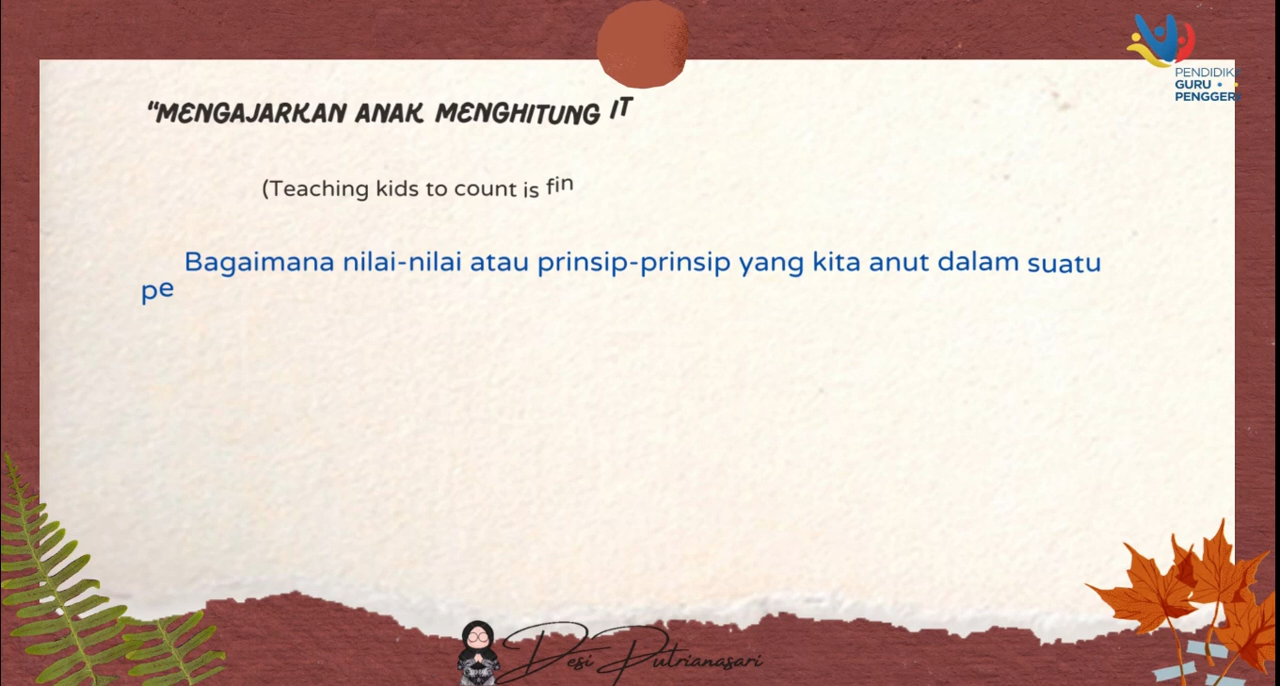 “MENGAJARKAN ANAK MENGHITUNG IT
(Teaching kids to count is fin
Bagaimana nilai-nilai atau prinsip-prinsip yang kita anut dalam suatu
pe
PENDIDIK
GURU
PENGGER
Desi Putrianasari